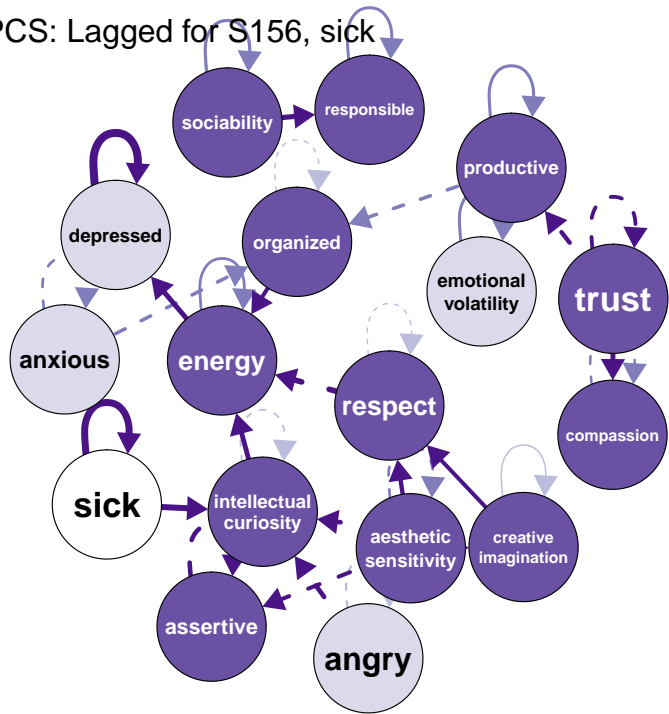 PCS: Lagged for S156, sick
sociability
responsible
productive
depressed
organized
emotional
volatility
trust
anxious
energy
respect
compassion
sick
intellectual
curiosity
aesthetic
sensitivity
creative
imagination
assertive
angry